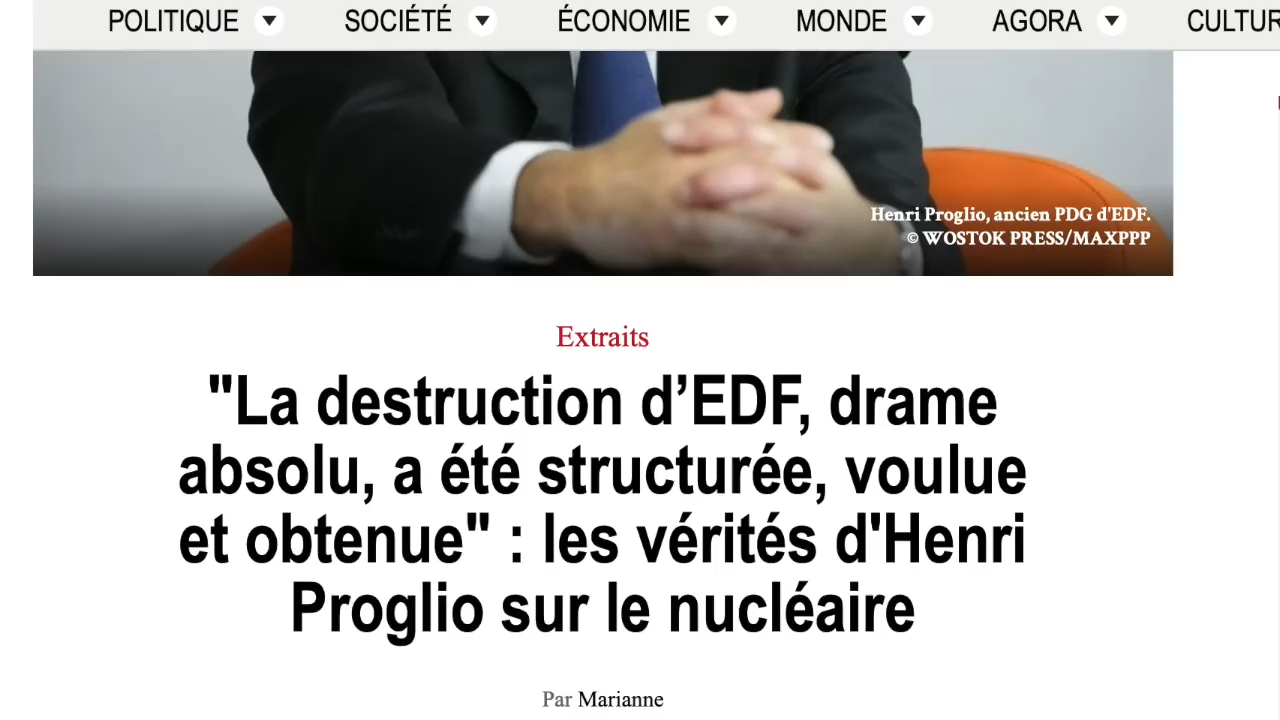 POLITIQUE SOCIÉTÉ ÉCONOMIE MONDE AGORA CULTUR
Henri Proglio, ancien PDG d'EDF.
© WOSTOK PRESS/MAXPPP
Extraits
"La destruction d’EDF, drame
absolu, a été structurée, voulue
et obtenue" : les vérités d'Henri
Proglio sur le nucléaire
Par Marianne